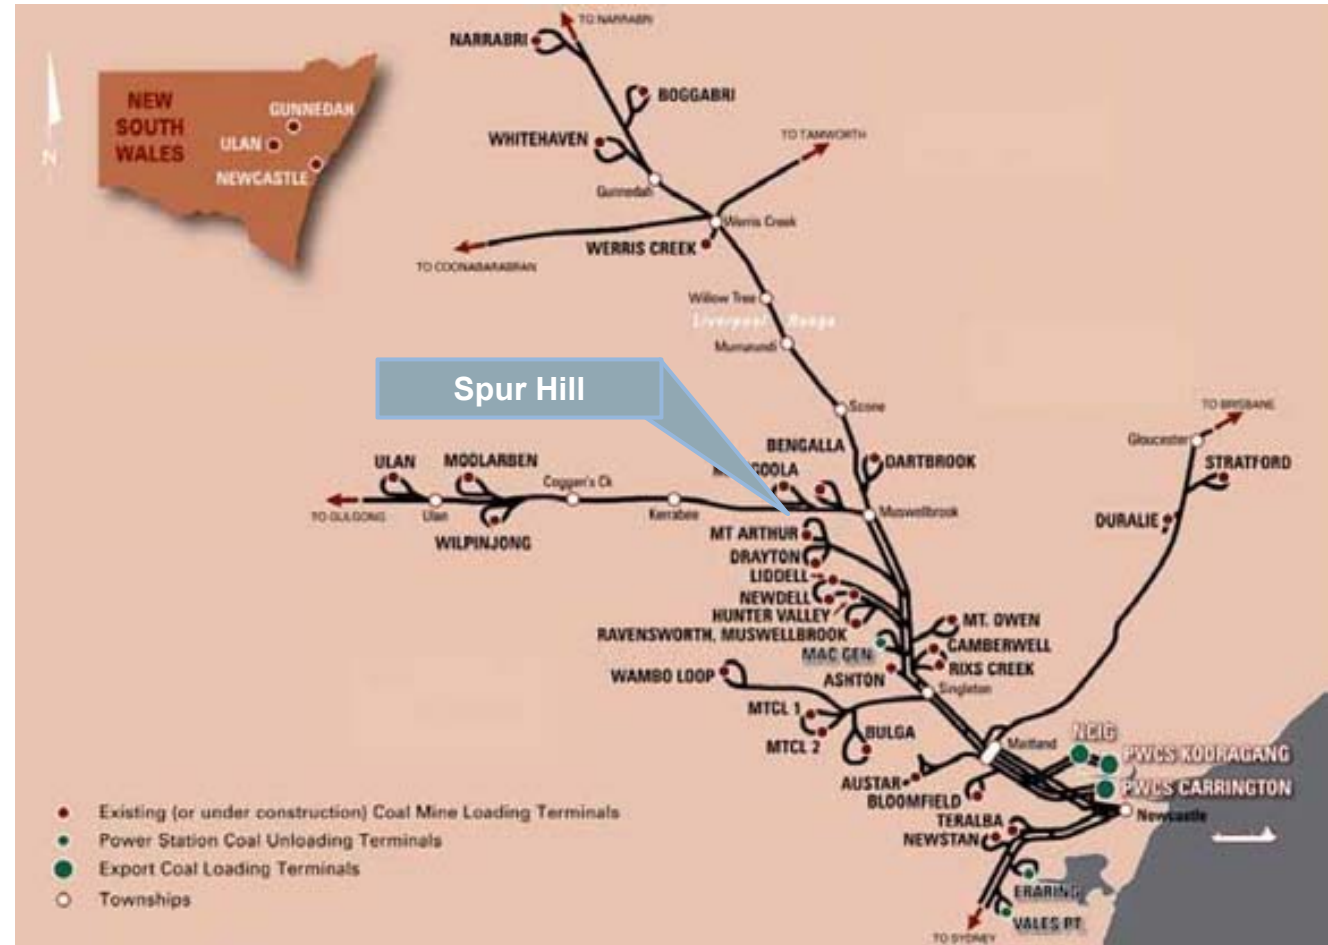 TO NARRABRI
NARRABRI
BOGGABRI
NEW
SOUTH
WALES
GUNNEDAH
ULAN
NEWCASTLE
N
WHITEHAVEN
TO TAMWORTH
Gunnedah
Werris Creek
WERRIS CREEK
TO COONABARABRAN
Willow Tree
Liverpool Range
Murrurundi
Spur Hill
Scone
TO BRISBANE
Gloucester
BENGALLA
DARTBROOK
STRATFORD
ULAN
MOOLARBEN
Coggan's Ck
TO GULGONG
Ulan
Kerrabee
Muswellbrook
DURALIE
WILPINJONG
MT ARTHUR
DRAYTON
LIDDELL
NEWDELL
HUNTER VALLEY
RAVENSWORTH, MUSWELLBROOK
MT. OWEN
MAC GEN
CAMBERWELL
RIXS CREEK
WAMBO LOOP
ASHTON
Singleton
MTCL 1
MTCL 2
BULGA
Maitland
NCIG
PWCS KOORAGANG
AUSTAR
PWCS CARRINGTON
BLOOMFIELD
Newcastle
TERALBA
NEWSTAN
ERARING
VALES PT
TO SYDNEY
Existing (or under construction) Coal Mine Loading Terminals
Power Station Coal Unloading Terminals
Export Coal Loading Terminals
Townships